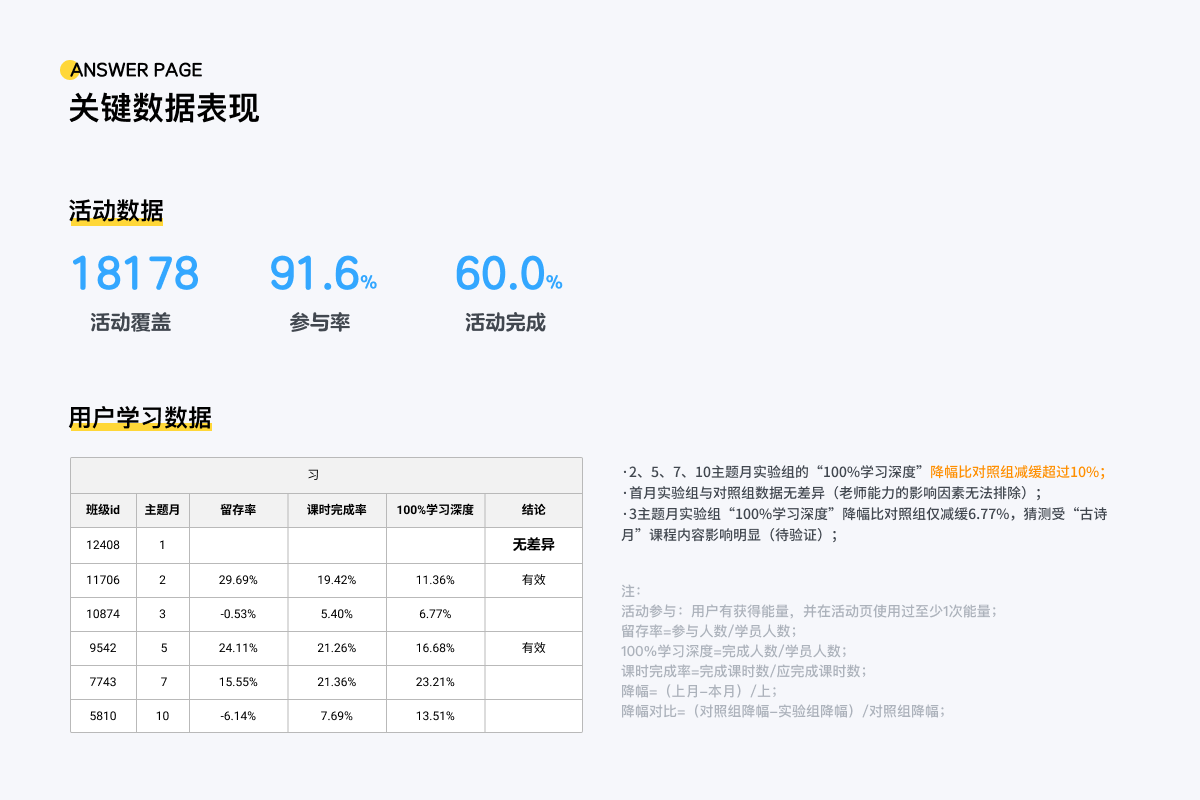 ANSWER PAGE
关键数据表现
活动数据
18178 91.6% 60.0%
活动覆盖 参与率 活动完成
用户学习数据
习
班级id 主题月 留存率 课时完成率 100%学习深度 结论
12408 1 无差异
11706 2 29.69% 19.42% 11.36% 有效
10874 3 -0.53% 5.40% 6.77%
9542 5 24.11% 21.26% 16.68% 有效
7743 7 15.55% 21.36% 23.21%
5810 10 -6.14% 7.69% 13.51%
·2、5、7、10主题月实验组的“100%学习深度”降幅比对照组减缓超过10%；
·首月实验组与对照组数据无差异（老师能力的影响因素无法排除）；
·3主题月实验组“100%学习深度”降幅比对照组仅减缓6.77%，猜测受“古诗
月”课程内容影响明显（待验证）；
注：
活动参与：用户有获得能量，并在活动页使用过至少1次能量；
留存率=参与人数/学员人数；
100%学习深度=完成人数/学员人数；
课时完成率=完成课时数/应完成课时数；
降幅=（上月-本月）/上；
降幅对比=（对照组降幅-实验组降幅）/对照组降幅；